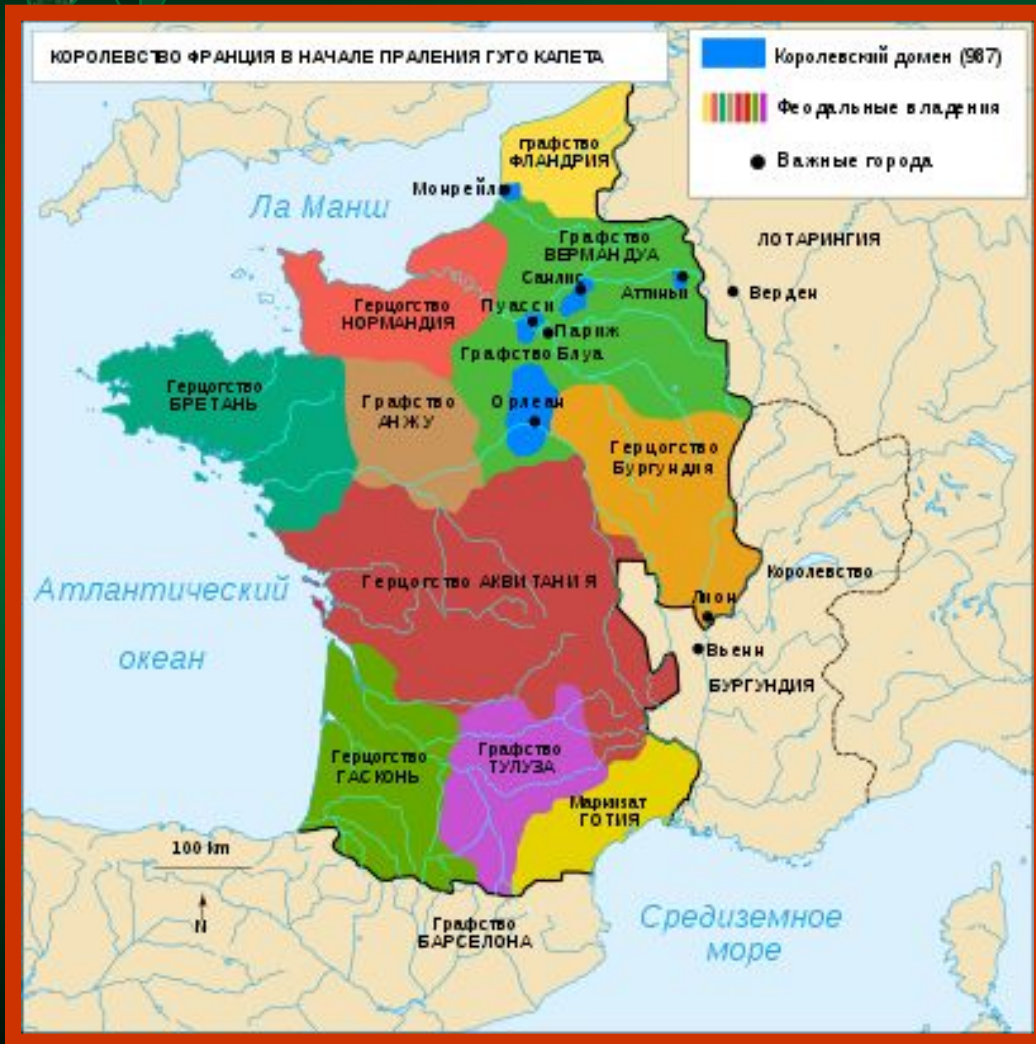 КОРОЛЕВСТВО ФРАНЦИЯ В НАЧАЛЕ ПРАЛЕНИЯ ГУГО КАПЕТА
Королевский домен (987)
Феодальные владения
Важные города
графство
ФЛАНДРИЯ
Монрейль
Ла Манш
Графство
ВЕРМАНДУА
ЛОТАРИНГИЯ
Санлис
Аттиньи
Верден
Герцогство
НОРМАНДИЯ
Пуасси
Париж
Графство Блуа
Герцогство
БРЕТАНЬ
Графство
АНЖУ
Орлеан
Герцогство
Бургундия
Атлантический
океан
Герцогство АКВИТАНИЯ
Королевство
Лион
Вьенн
БУРГУНДИЯ
Герцогство
ГАСКОНЬ
Графство
ТУЛУЗА
Маркизат
ГОТИЯ
100 km
N
Графство
БАРСЕЛОНА
Средиземное
море